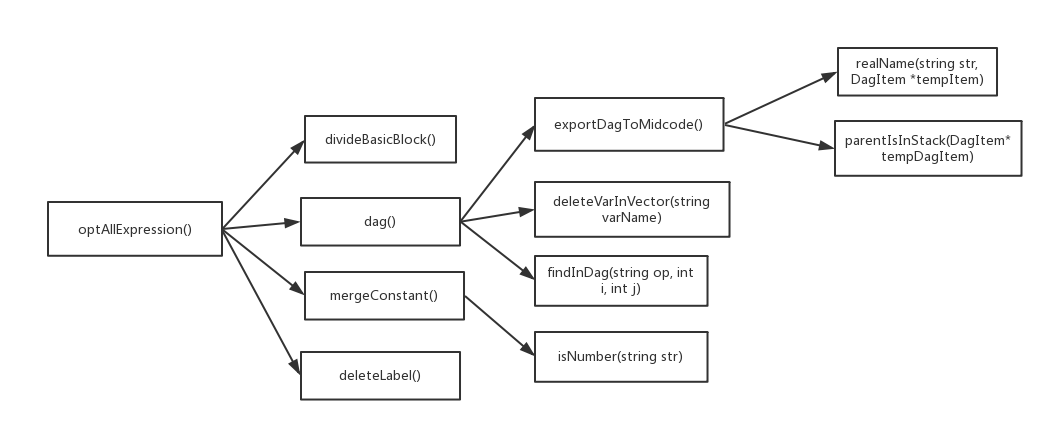 realName(string str,
DagItem *tempItem)
exportDagToMidcode()
divideBasicBlock()
parentIsInStack(DagItem*
tempDagItem)
deleteVarInVector(string
varName)
dag()
optAllExpression()
findInDag(string op, int
i, int j)
mergeConstant()
isNumber(string str)
deleteLabel()